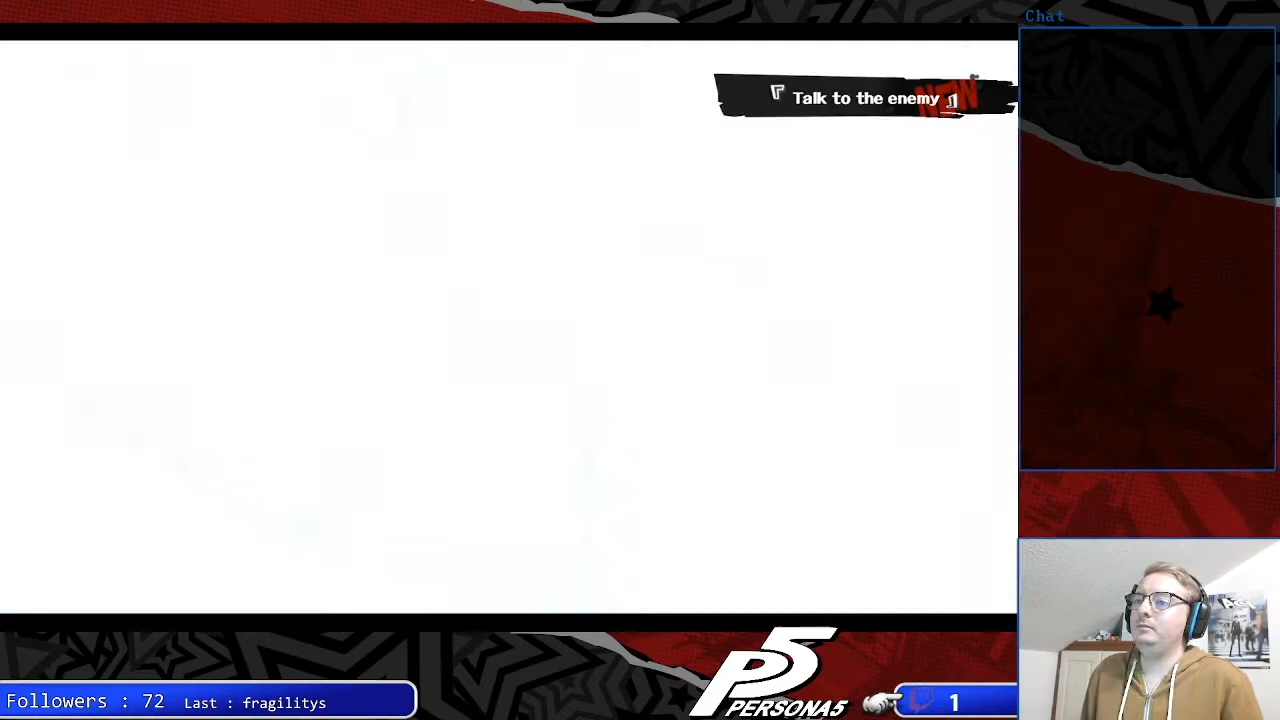 Chat
『Talk to the enemy』
NEW
P5
PERSONA5
Followers : 72 Last : fragilitys
1